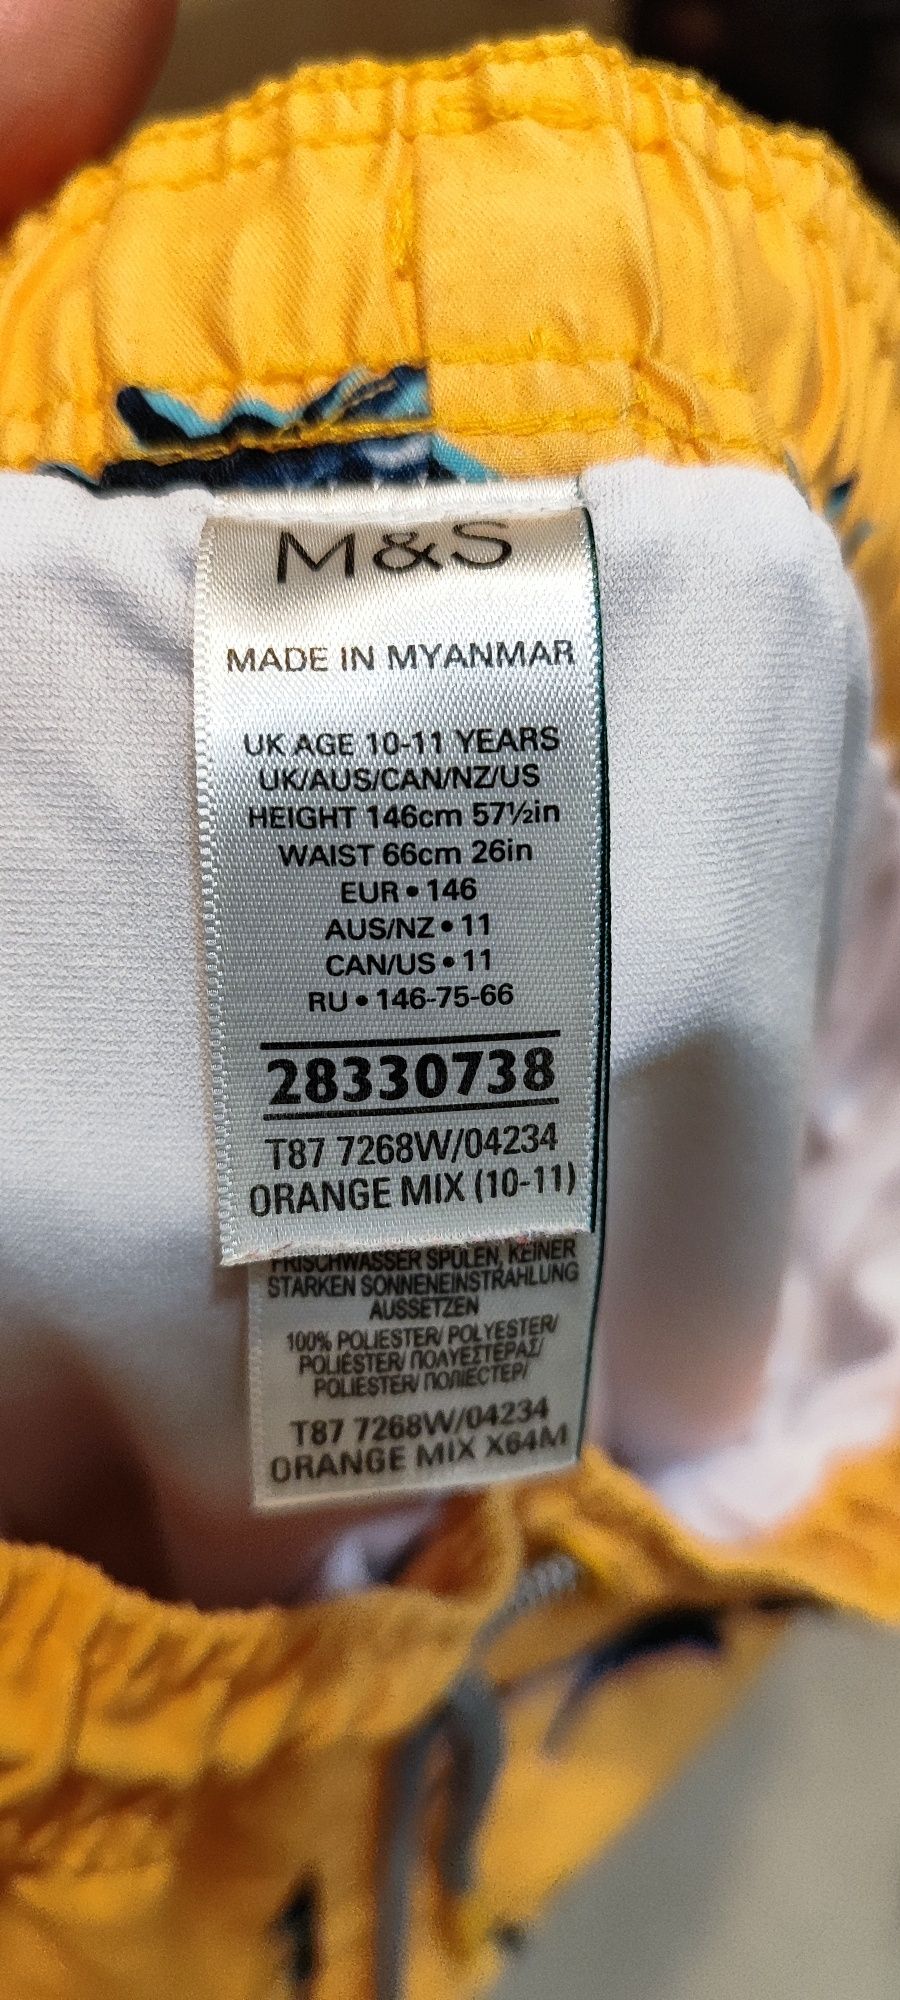 M&S
MADE IN MYANMAR
UK AGE 10-11 YEARS
UK/AUS/CAN/NZ/US
HEIGHT 146cm 57½in
WAIST 66cm 26in
EUR • 146
AUS/NZ • 11
CAN/US • 11
RU • 146-75-66
28330738
T87 7268W/04234
ORANGE MIX (10-11)
FRISCHWASSER SPÜLEN, KEINER
STARKEN SONNENEINSTRAHLUNG
AUSSETZEN
100% POLIESTER/ POLYESTER/
POLIÉSTER/ ΠΟΛΥΕΣΤΕΡΑΣ/
POLIESTER/ ПОЛІЕСТЕР/
T87 7268W/04234
ORANGE MIX X64M